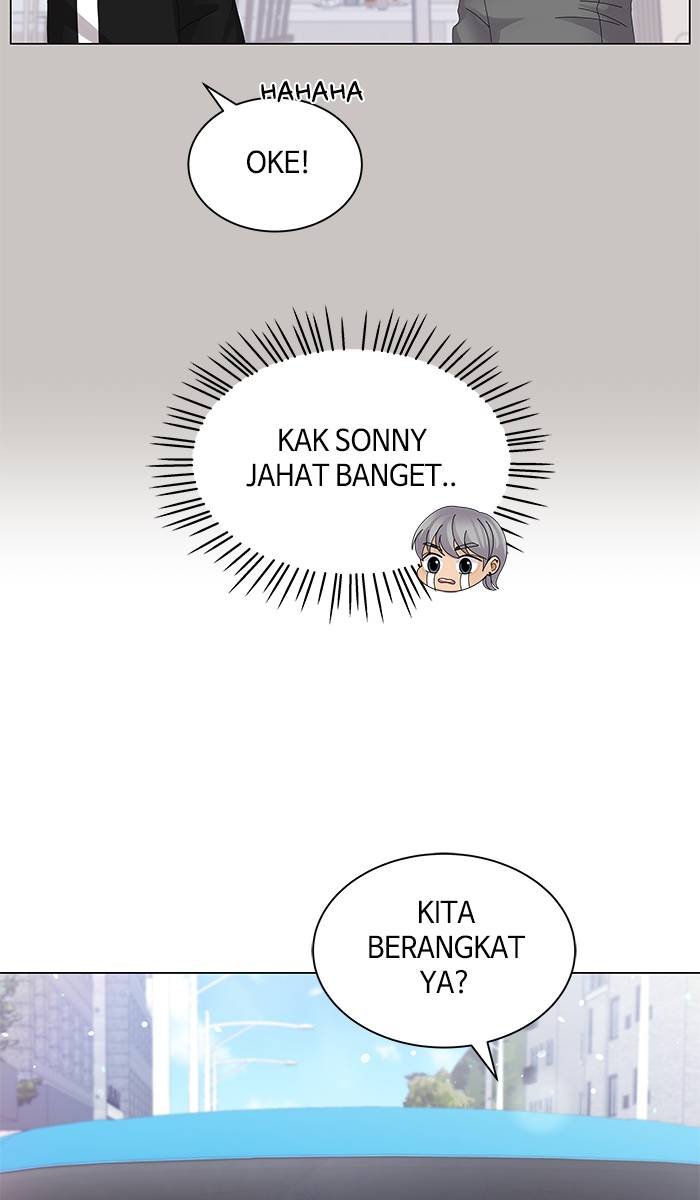 HAHAHA
OKE!
KAK SONNY
JAHAT BANGET..
KITA
BERANGKAT
YA?